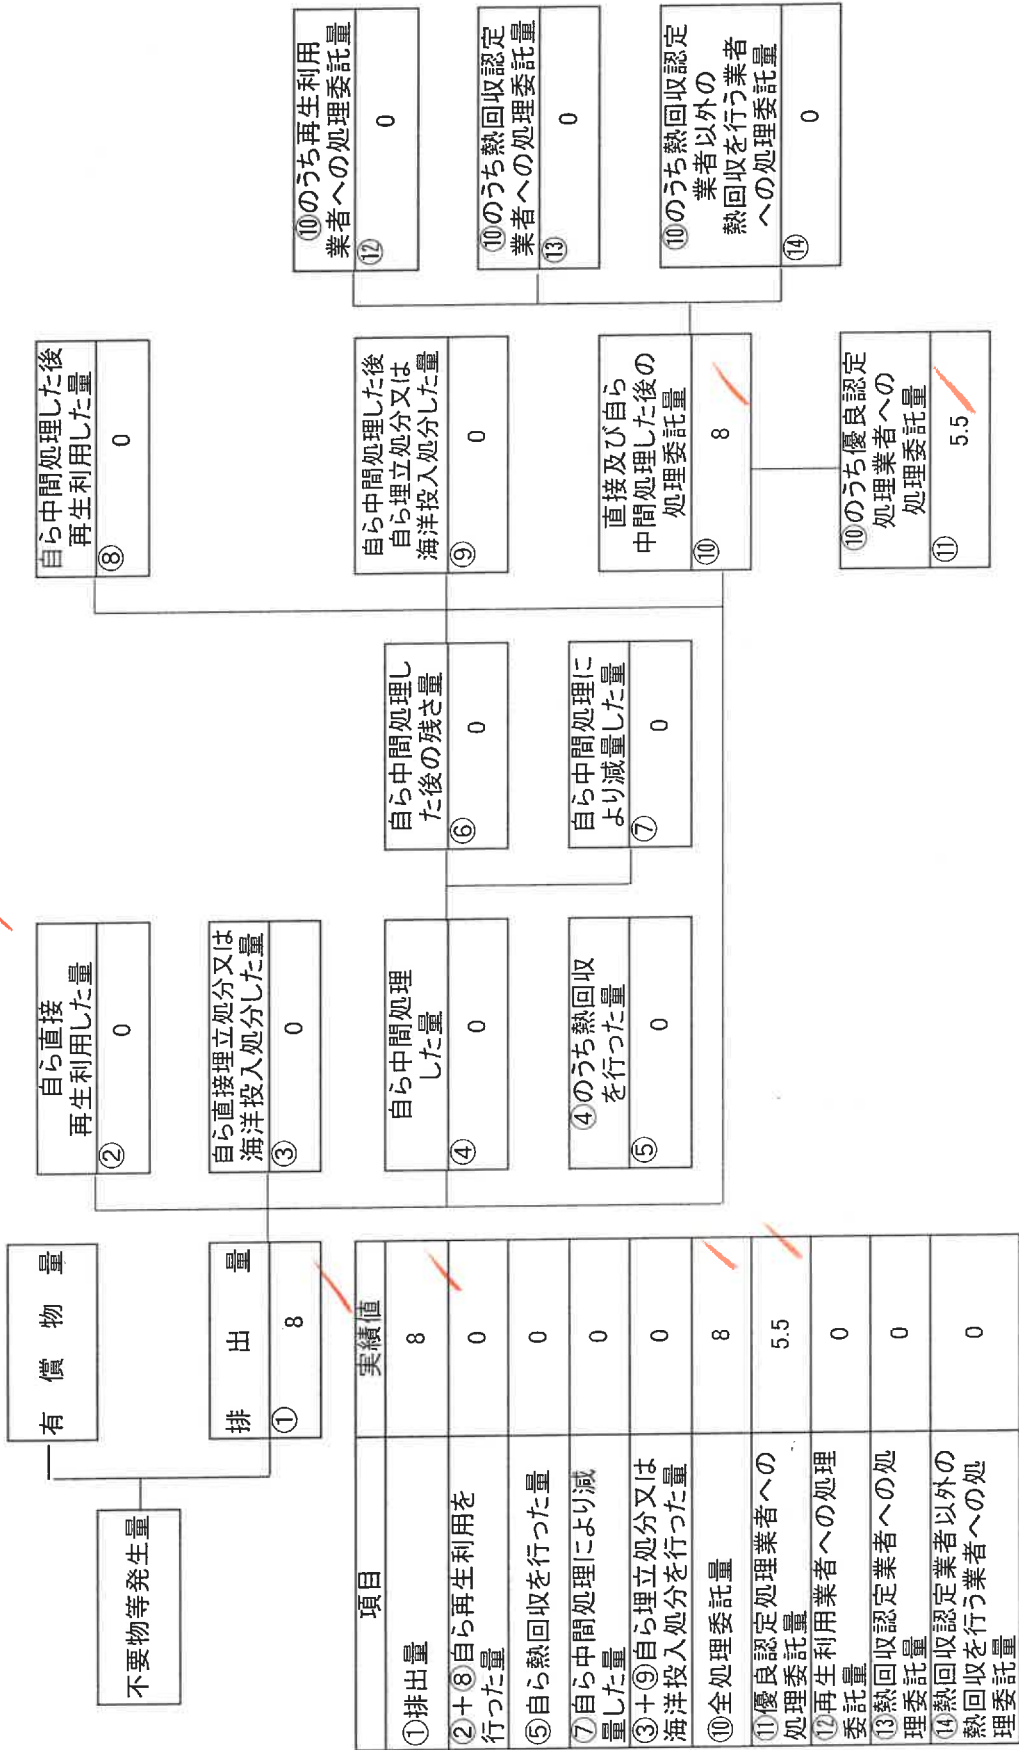 不要物等発生量
有償物量
排出量
①
8
自ら直接
再生利用した量
②
0
自ら直接埋立処分又は
海洋投入処分した量
③
0
自ら中間処理
した量
④
0
④のうち熱回収
を行った量
⑤
0
自ら中間処理し
た後の残さ量
⑥
0
自ら中間処理に
より減量した量
⑦
0
自ら中間処理した後
再生利用した量
⑧
0
自ら中間処理した後
自ら埋立処分又は
海洋投入処分した量
⑨
0
直接及び自ら
中間処理した後の
処理委託量
⑩
8
⑩のうち優良認定
処理業者への
処理委託量
⑪
5.5
⑩のうち再生利用
業者への処理委託量
⑫
0
⑩のうち熱回収認定
業者への処理委託量
⑬
0
⑩のうち熱回収認定
業者以外の
熱回収を行う業者
への処理委託量
⑭
0
項目 実績値
①排出量 8
②+⑧自ら再生利用を
行った量 0
⑤自ら熱回収を行った量 0
⑦自ら中間処理により減
量した量 0
③+⑨自ら埋立処分又は
海洋投入処分を行った量 0
⑩全処理委託量 8
⑪優良認定処理業者への
処理委託量 5.5
⑫再生利用業者への処理
委託量 0
⑬熱回収認定業者への処
理委託量 0
⑭熱回収認定業者以外の
熱回収を行う業者への処
理委託量 0